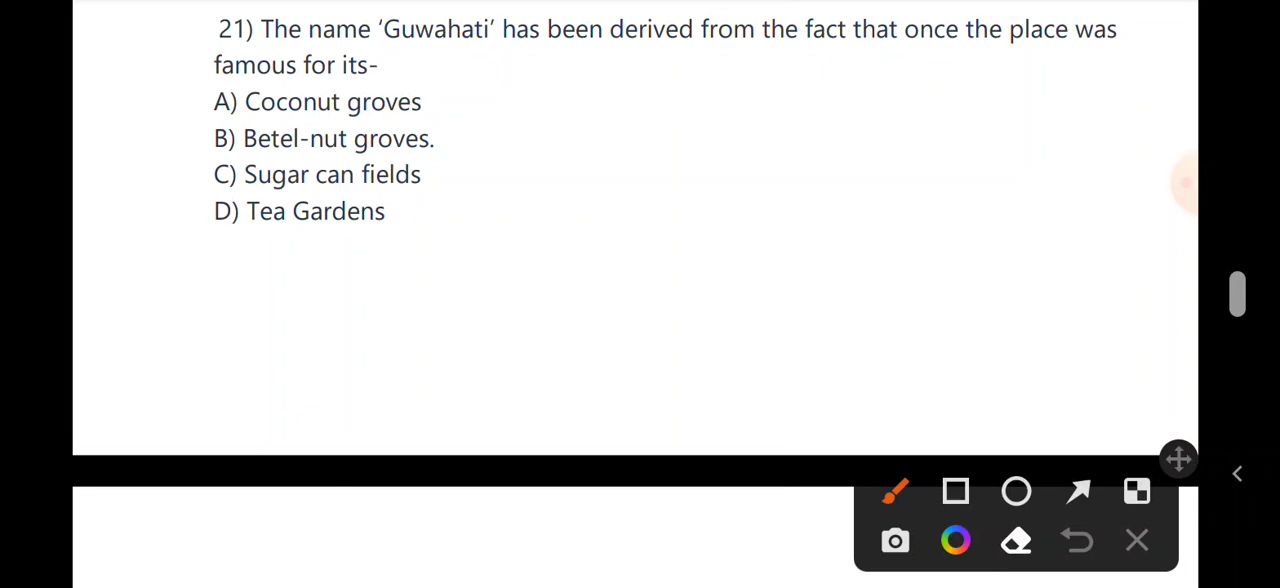 21) The name ‘Guwahati’ has been derived from the fact that once the place was
famous for its-
A) Coconut groves
B) Betel-nut groves.
C) Sugar can fields
D) Tea Gardens